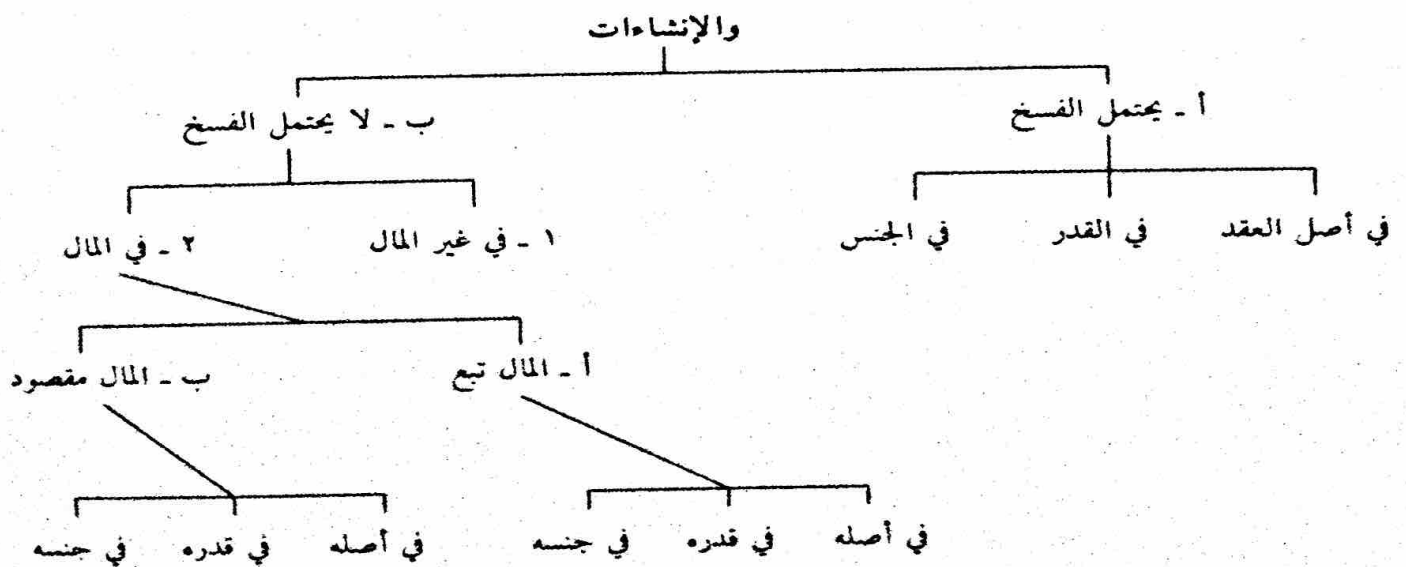 والإنشاءات
أ ـ يحتمل الفسخ
ب ـ لا يحتمل الفسخ
في أصل العقد
في القدر
في الجنس
١ ـ في غير المال
٢ ـ في المال
أ ـ المال تبع
ب ـ المال مقصود
في أصله
في قدره
في جنسه
في أصله
في قدره
في جنسه